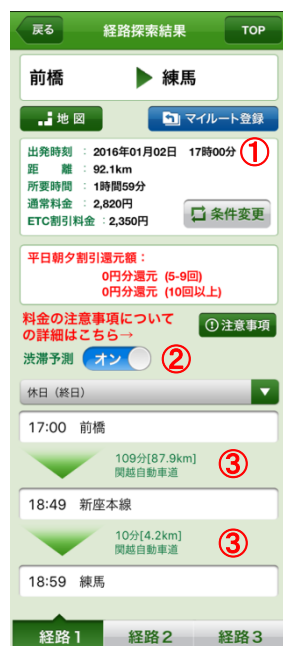 戻る 経路探索結果 TOP
前橋 ▶ 練馬
地図 マイルート登録
出発時刻 : 2016年01月02日 17時00分 ①
距離 : 92.1km
所要時間 : 1時間59分
通常料金 : 2,820円
ETC割引料金 : 2,350円
条件変更
平日朝夕割引還元額：
0円分還元 (5-9回)
0円分還元 (10回以上)
料金の注意事項について
の詳細はこちら→
注意事項
渋滞予測 オン ②
休日（終日）
17:00 前橋
109分[87.9km] ③
関越自動車道
18:49 新座本線
10分[4.2km] ③
関越自動車道
18:59 練馬
経路1 経路2 経路3